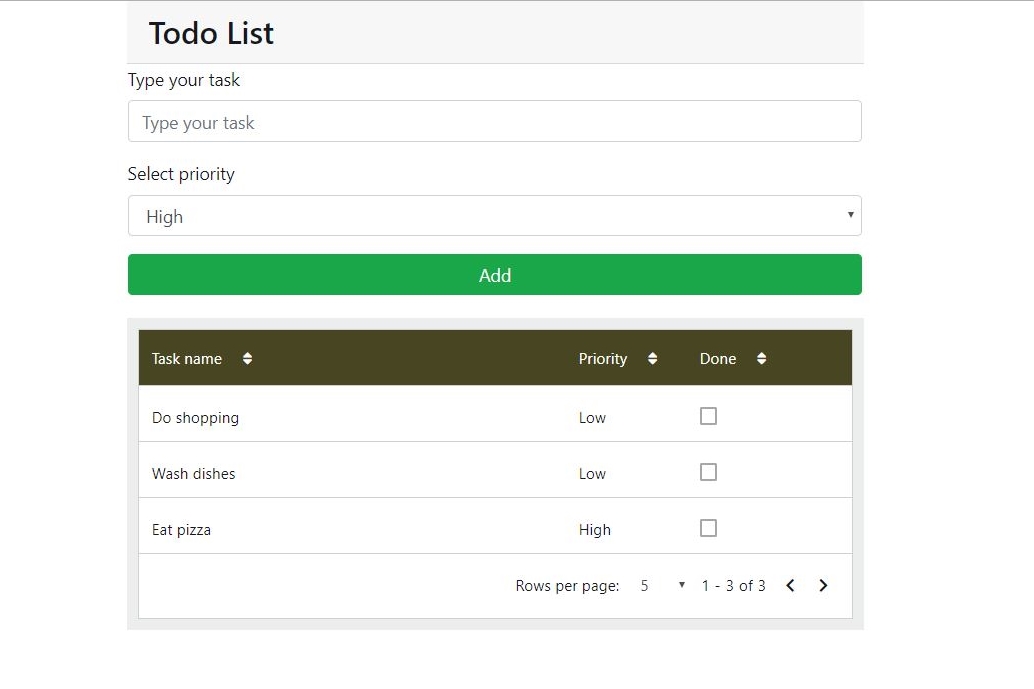 Todo List
Type your task
Type your task
Select priority
High
Add
Task name Priority Done
Do shopping Low
Wash dishes Low
Eat pizza High
Rows per page: 5 1 - 3 of 3